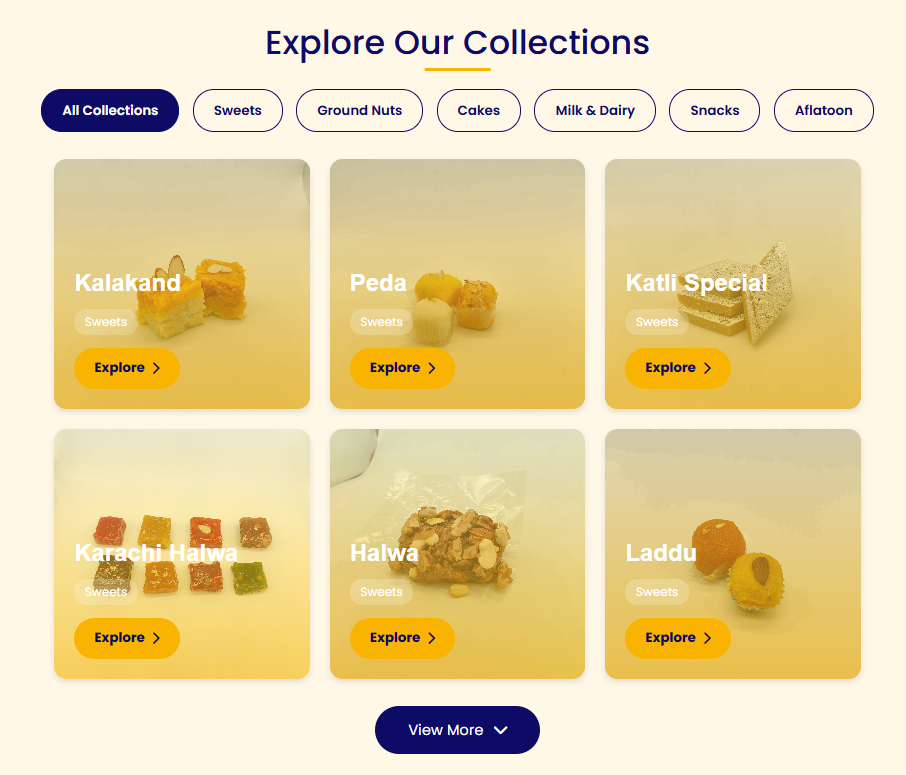 Explore Our Collections
All Collections
Sweets
Ground Nuts
Cakes
Milk & Dairy
Snacks
Aflatoon
Kalakand
Sweets
Explore
Peda
Sweets
Explore
Katli Special
Sweets
Explore
Karachi Halwa
Sweets
Explore
Halwa
Sweets
Explore
Laddu
Sweets
Explore
View More